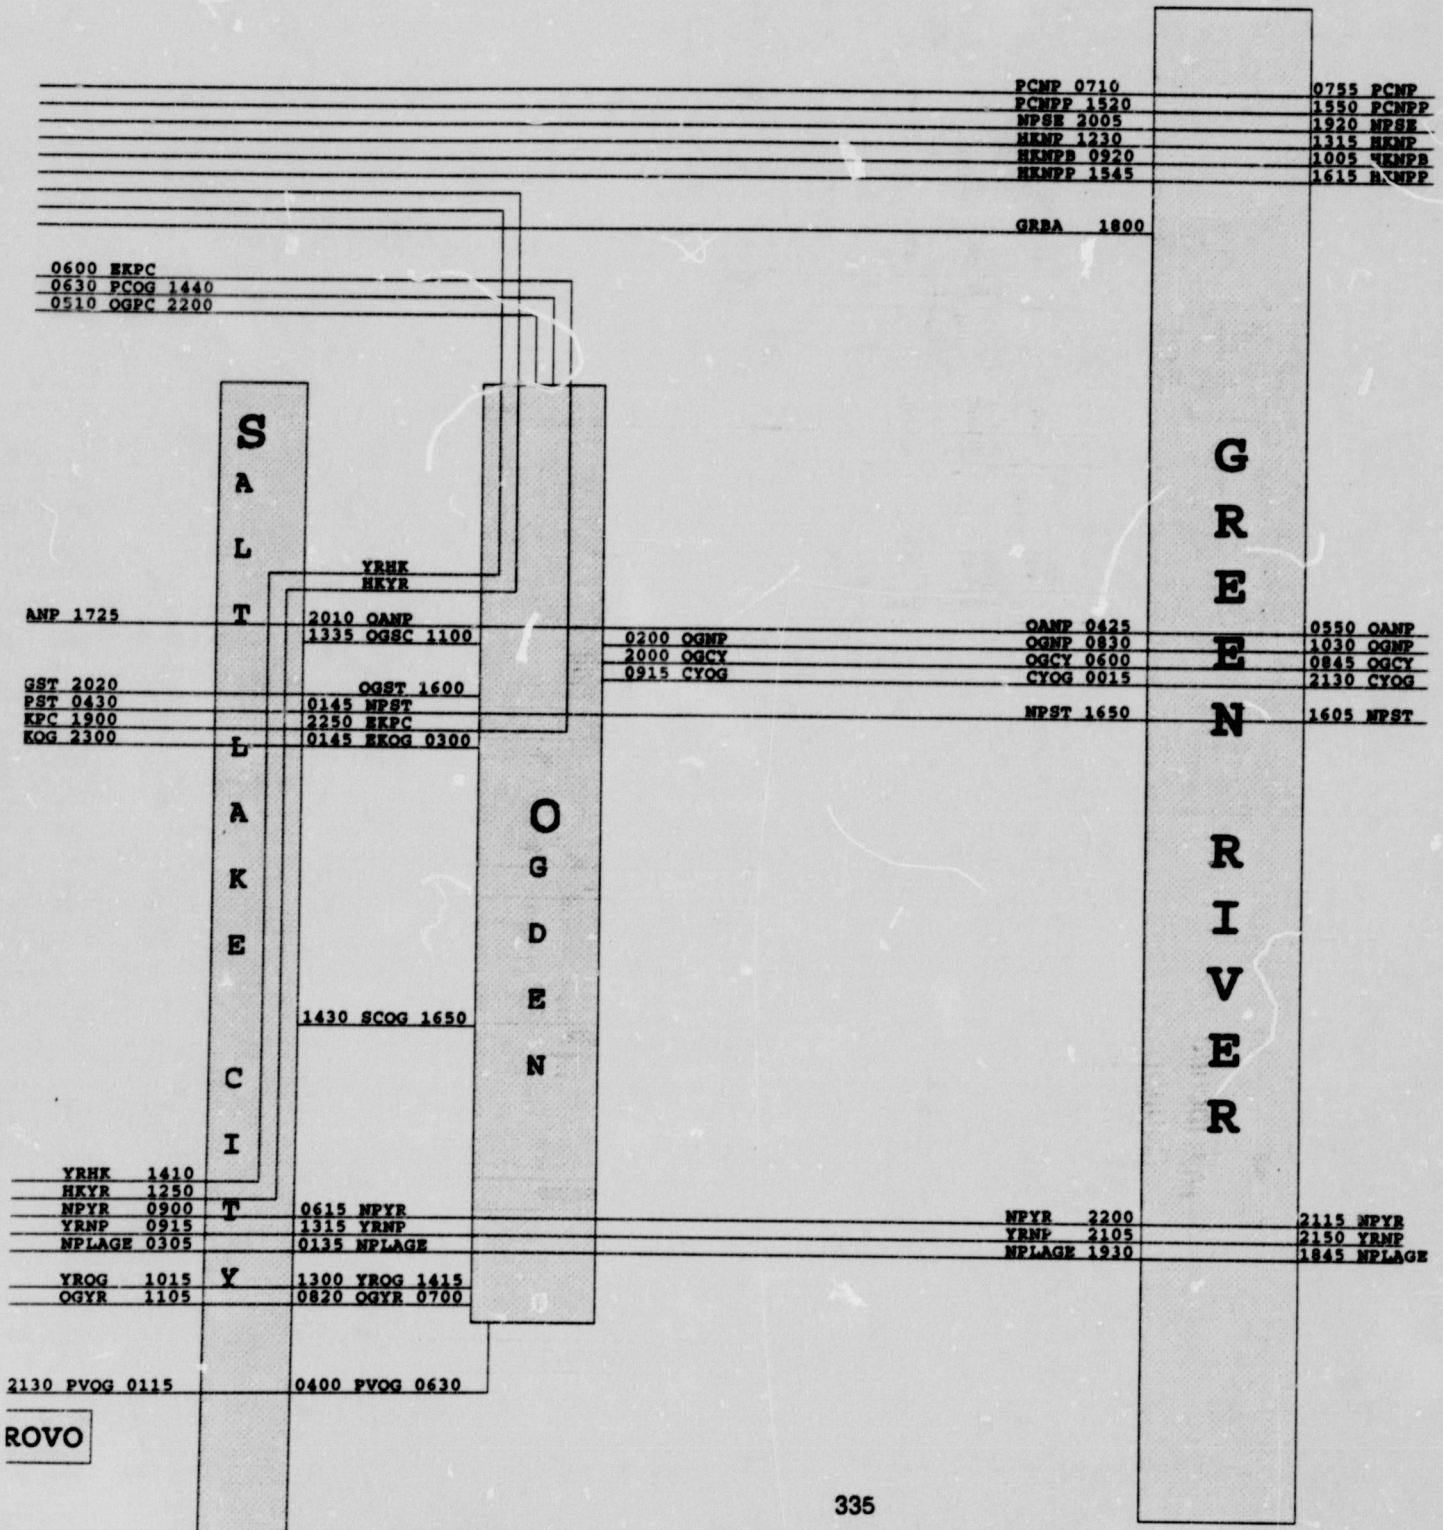 PCNP 0710 0755 PCNP
PCNPP 1520 1550 PCNPP
NPSE 2005 1920 NPSE
HKNP 1230 1315 HKNP
HKNPB 0920 1005 HKNPB
HKNPP 1545 1615 HKNPP
GRBA 1800
0600 EKPC
0630 PCOG 1440
0510 OGPC 2200
SALT LAKE CITY
OGDEN
GREEN RIVER
YRHK
HKYR
ANP 1725 2010 OANP OANP 0425 0550 OANP
1335 OGSC 1100 0200 OGNP OGNP 0830 1030 OGNP
2000 OGCY OGCY 0600 0845 OGCY
0915 CYOG CYOG 0015 2130 CYOG
GST 2020 OGST 1600
PST 0430 0145 NPST NPST 1650 1605 NPST
KPC 1900 2250 EKPC
KOG 2300 0145 EKOG 0300
1430 SCOG 1650
YRHK 1410
HKYR 1250
NPYR 0900 0615 NPYR NPYR 2200 2115 NPYR
YRNP 0915 1315 YRNP YRNP 2105 2150 YRNP
NPLAGE 0305 0135 NPLAGE NPLAGE 1930 1845 NPLAGE
YROG 1015 1300 YROG 1415
OGYR 1105 0820 OGYR 0700
2130 PVOG 0115 0400 PVOG 0630
ROVO
335